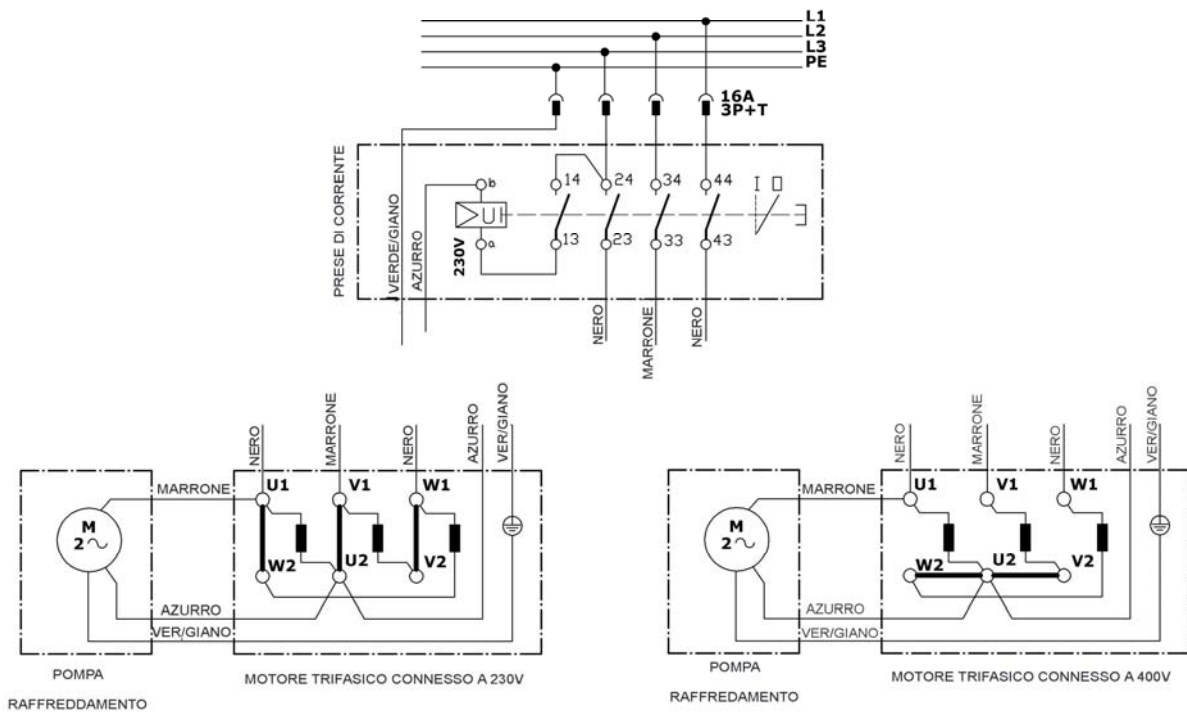 L1
L2
L3
PE
16A
3P+T
PRESE DI CORRENTE
VERDE/GIANO
AZURRO
230V
b
a
U
14
24
34
44
I
13
23
33
43
NERO
MARRONE
NERO
NERO
MARRONE
NERO
AZURRO
VER/GIANO
MARRONE
U1
V1
W1
M
2
W2
U2
V2
AZURRO
VER/GIANO
POMPA
RAFFREDDAMENTO
MOTORE TRIFASICO CONNESSO A 230V
NERO
MARRONE
NERO
AZURRO
VER/GIANO
MARRONE
U1
V1
W1
M
2
W2
U2
V2
AZURRO
VER/GIANO
POMPA
RAFFREDAMENTO
MOTORE TRIFASICO CONNESSO A 400V